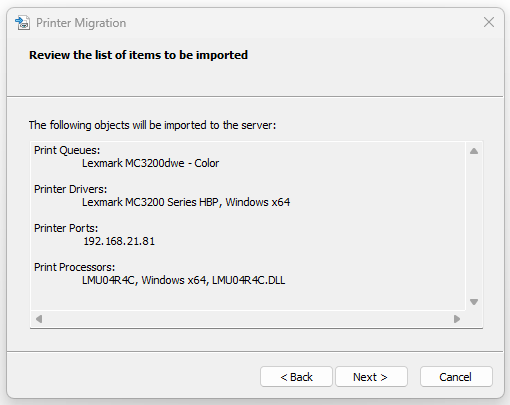 Printer Migration
Review the list of items to be imported
The following objects will be imported to the server:
Print Queues:
Lexmark MC3200dwe - Color
Printer Drivers:
Lexmark MC3200 Series HBP, Windows x64
Printer Ports:
192.168.21.81
Print Processors:
LMU04R4C, Windows x64, LMU04R4C.DLL
< Back Next > Cancel